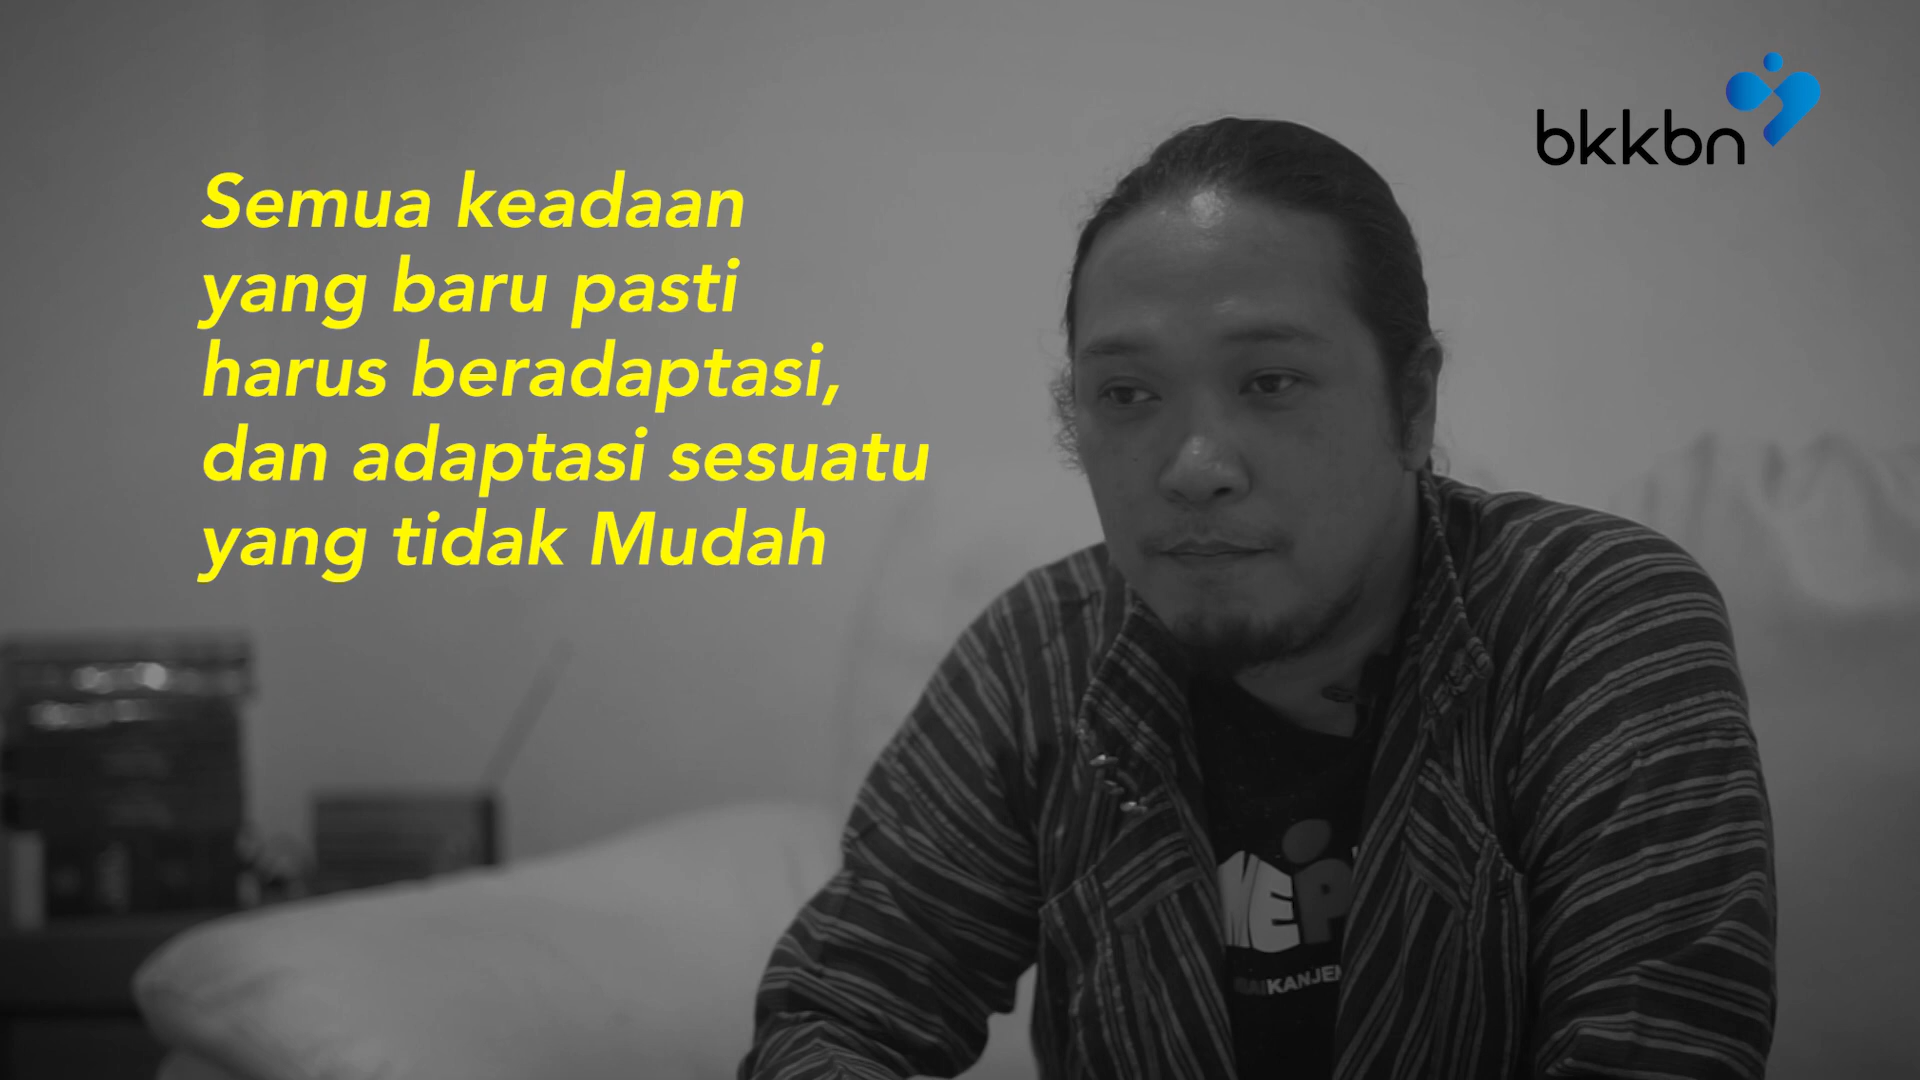 bkkbn
Semua keadaan
yang baru pasti
harus beradaptasi,
dan adaptasi sesuatu
yang tidak Mudah